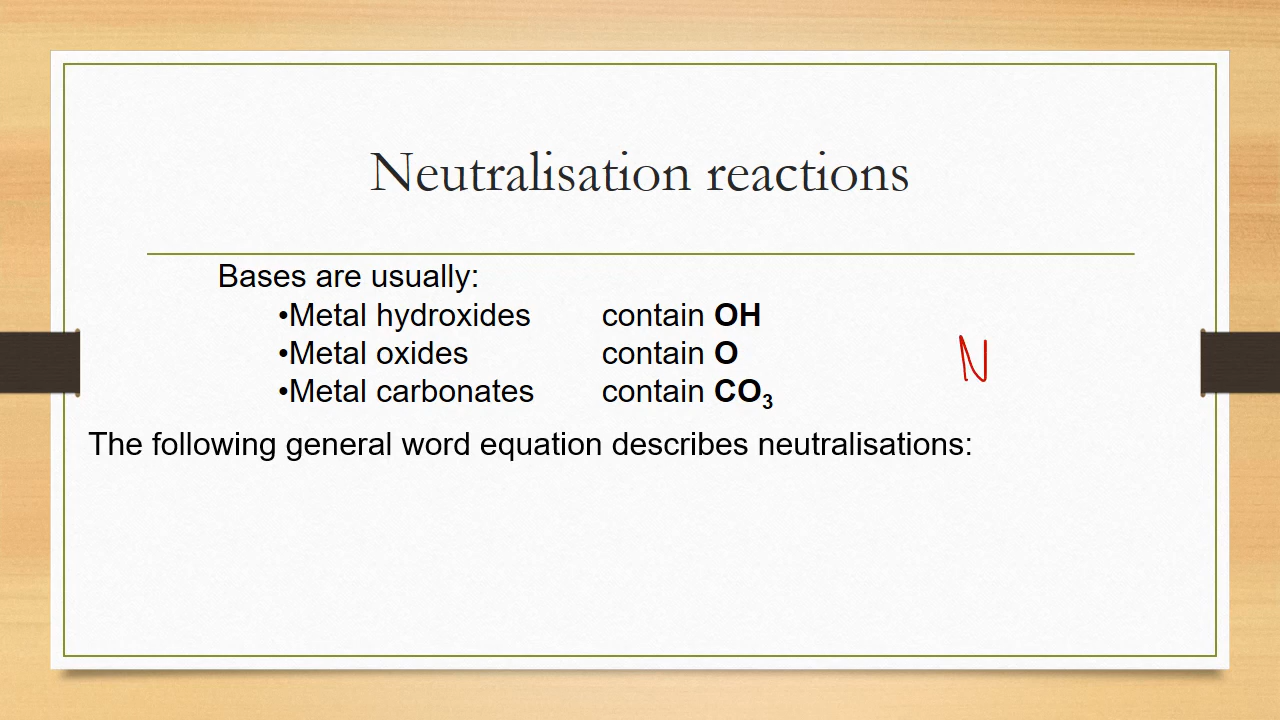 Neutralisation reactions
Bases are usually:
•Metal hydroxides contain OH
•Metal oxides contain O
•Metal carbonates contain CO₃
N
The following general word equation describes neutralisations: